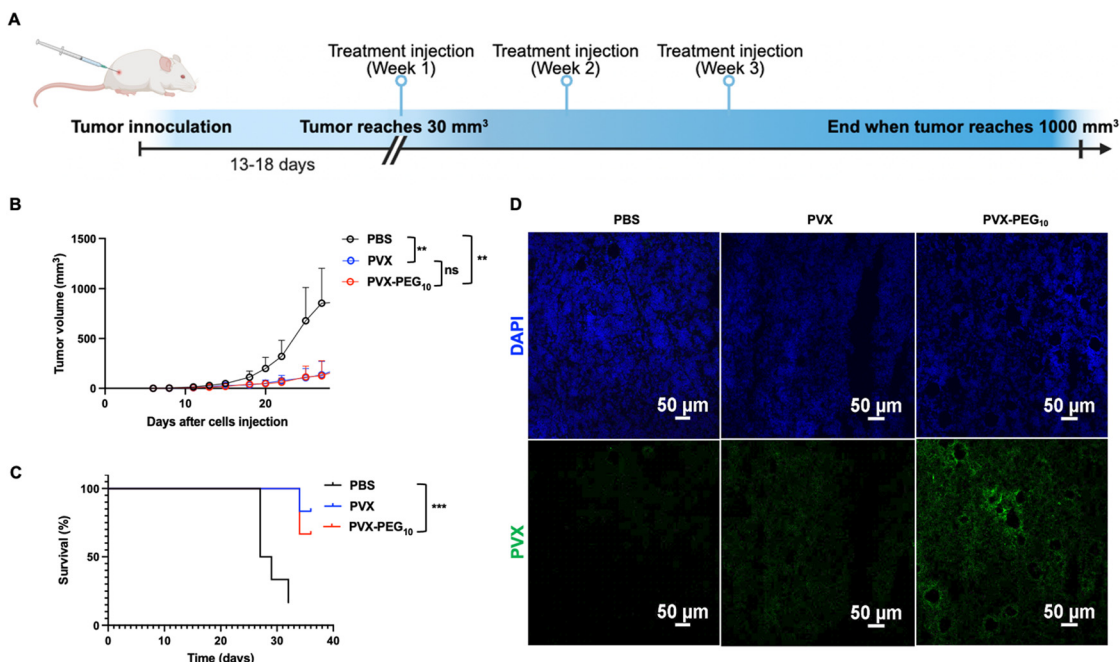 A
Treatment injection
(Week 1)
Treatment injection
(Week 2)
Treatment injection
(Week 3)
Tumor innoculation
Tumor reaches 30 mm³
End when tumor reaches 1000 mm³
13-18 days
B
1500
1000
500
0
Tumor volume (mm³)
0
10
20
Days after cells injection
PBS
PVX
PVX-PEG₁₀
**
ns
**
C
100
50
0
Survival (%)
0
10
20
30
40
Time (days)
PBS
PVX
PVX-PEG₁₀
***
D
PBS
PVX
PVX-PEG₁₀
DAPI
50 µm
50 µm
50 µm
PVX
50 µm
50 µm
50 µm